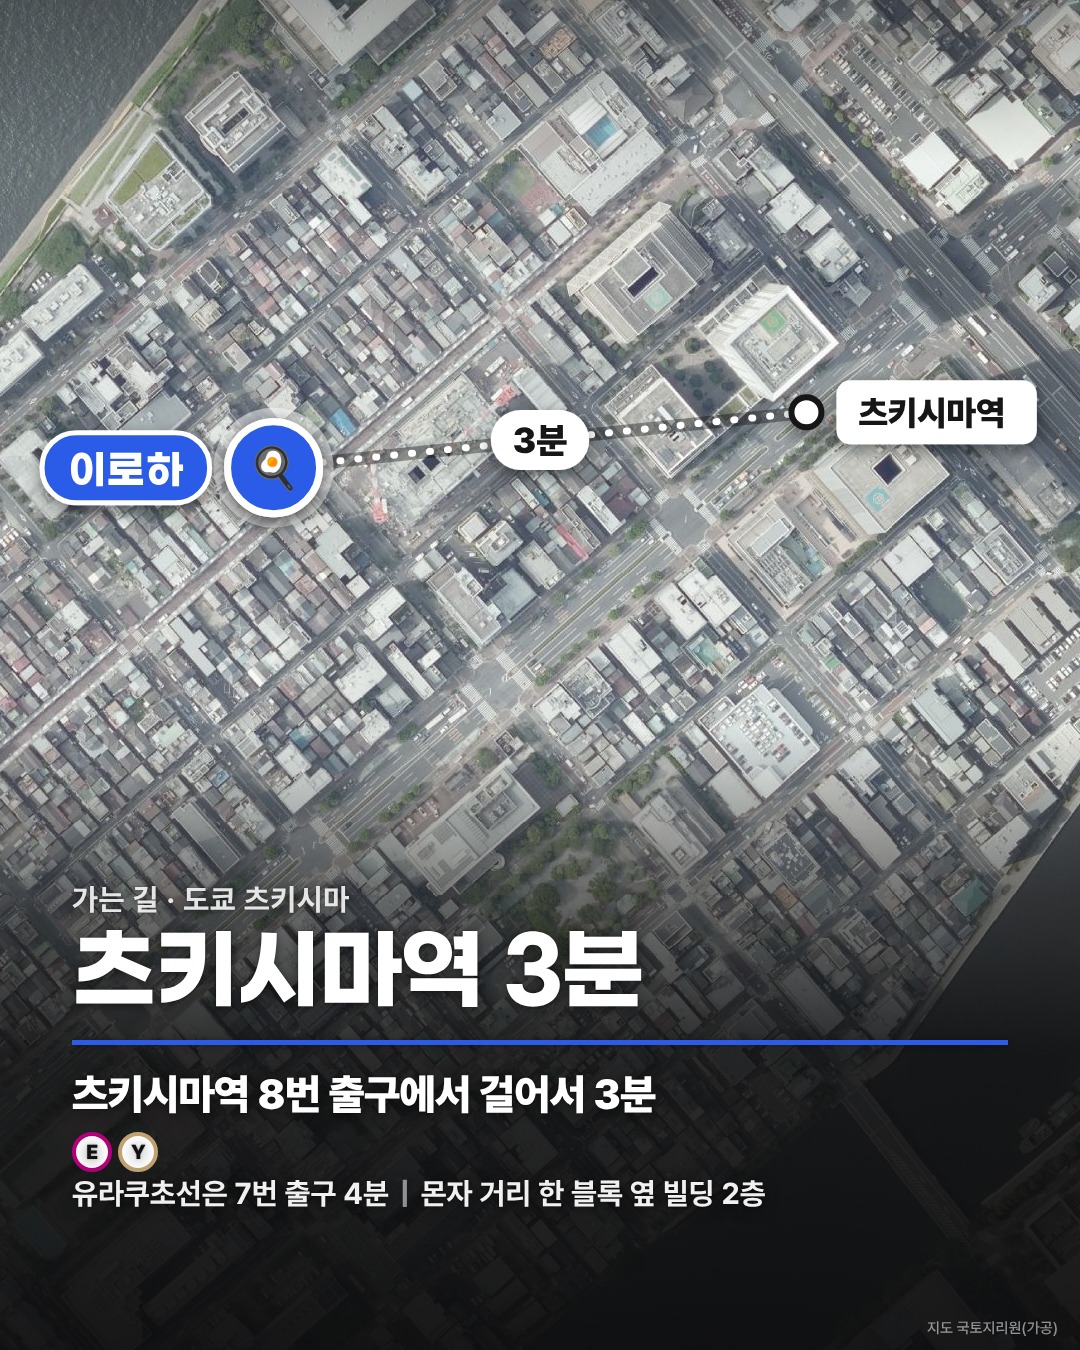 이로하
3분
츠키시마역
가는 길 · 도쿄 츠키시마
츠키시마역 3분
츠키시마역 8번 출구에서 걸어서 3분
E Y
유라쿠초선은 7번 출구 4분 | 몬자 거리 한 블록 옆 빌딩 2층
지도 국토지리원(가공)